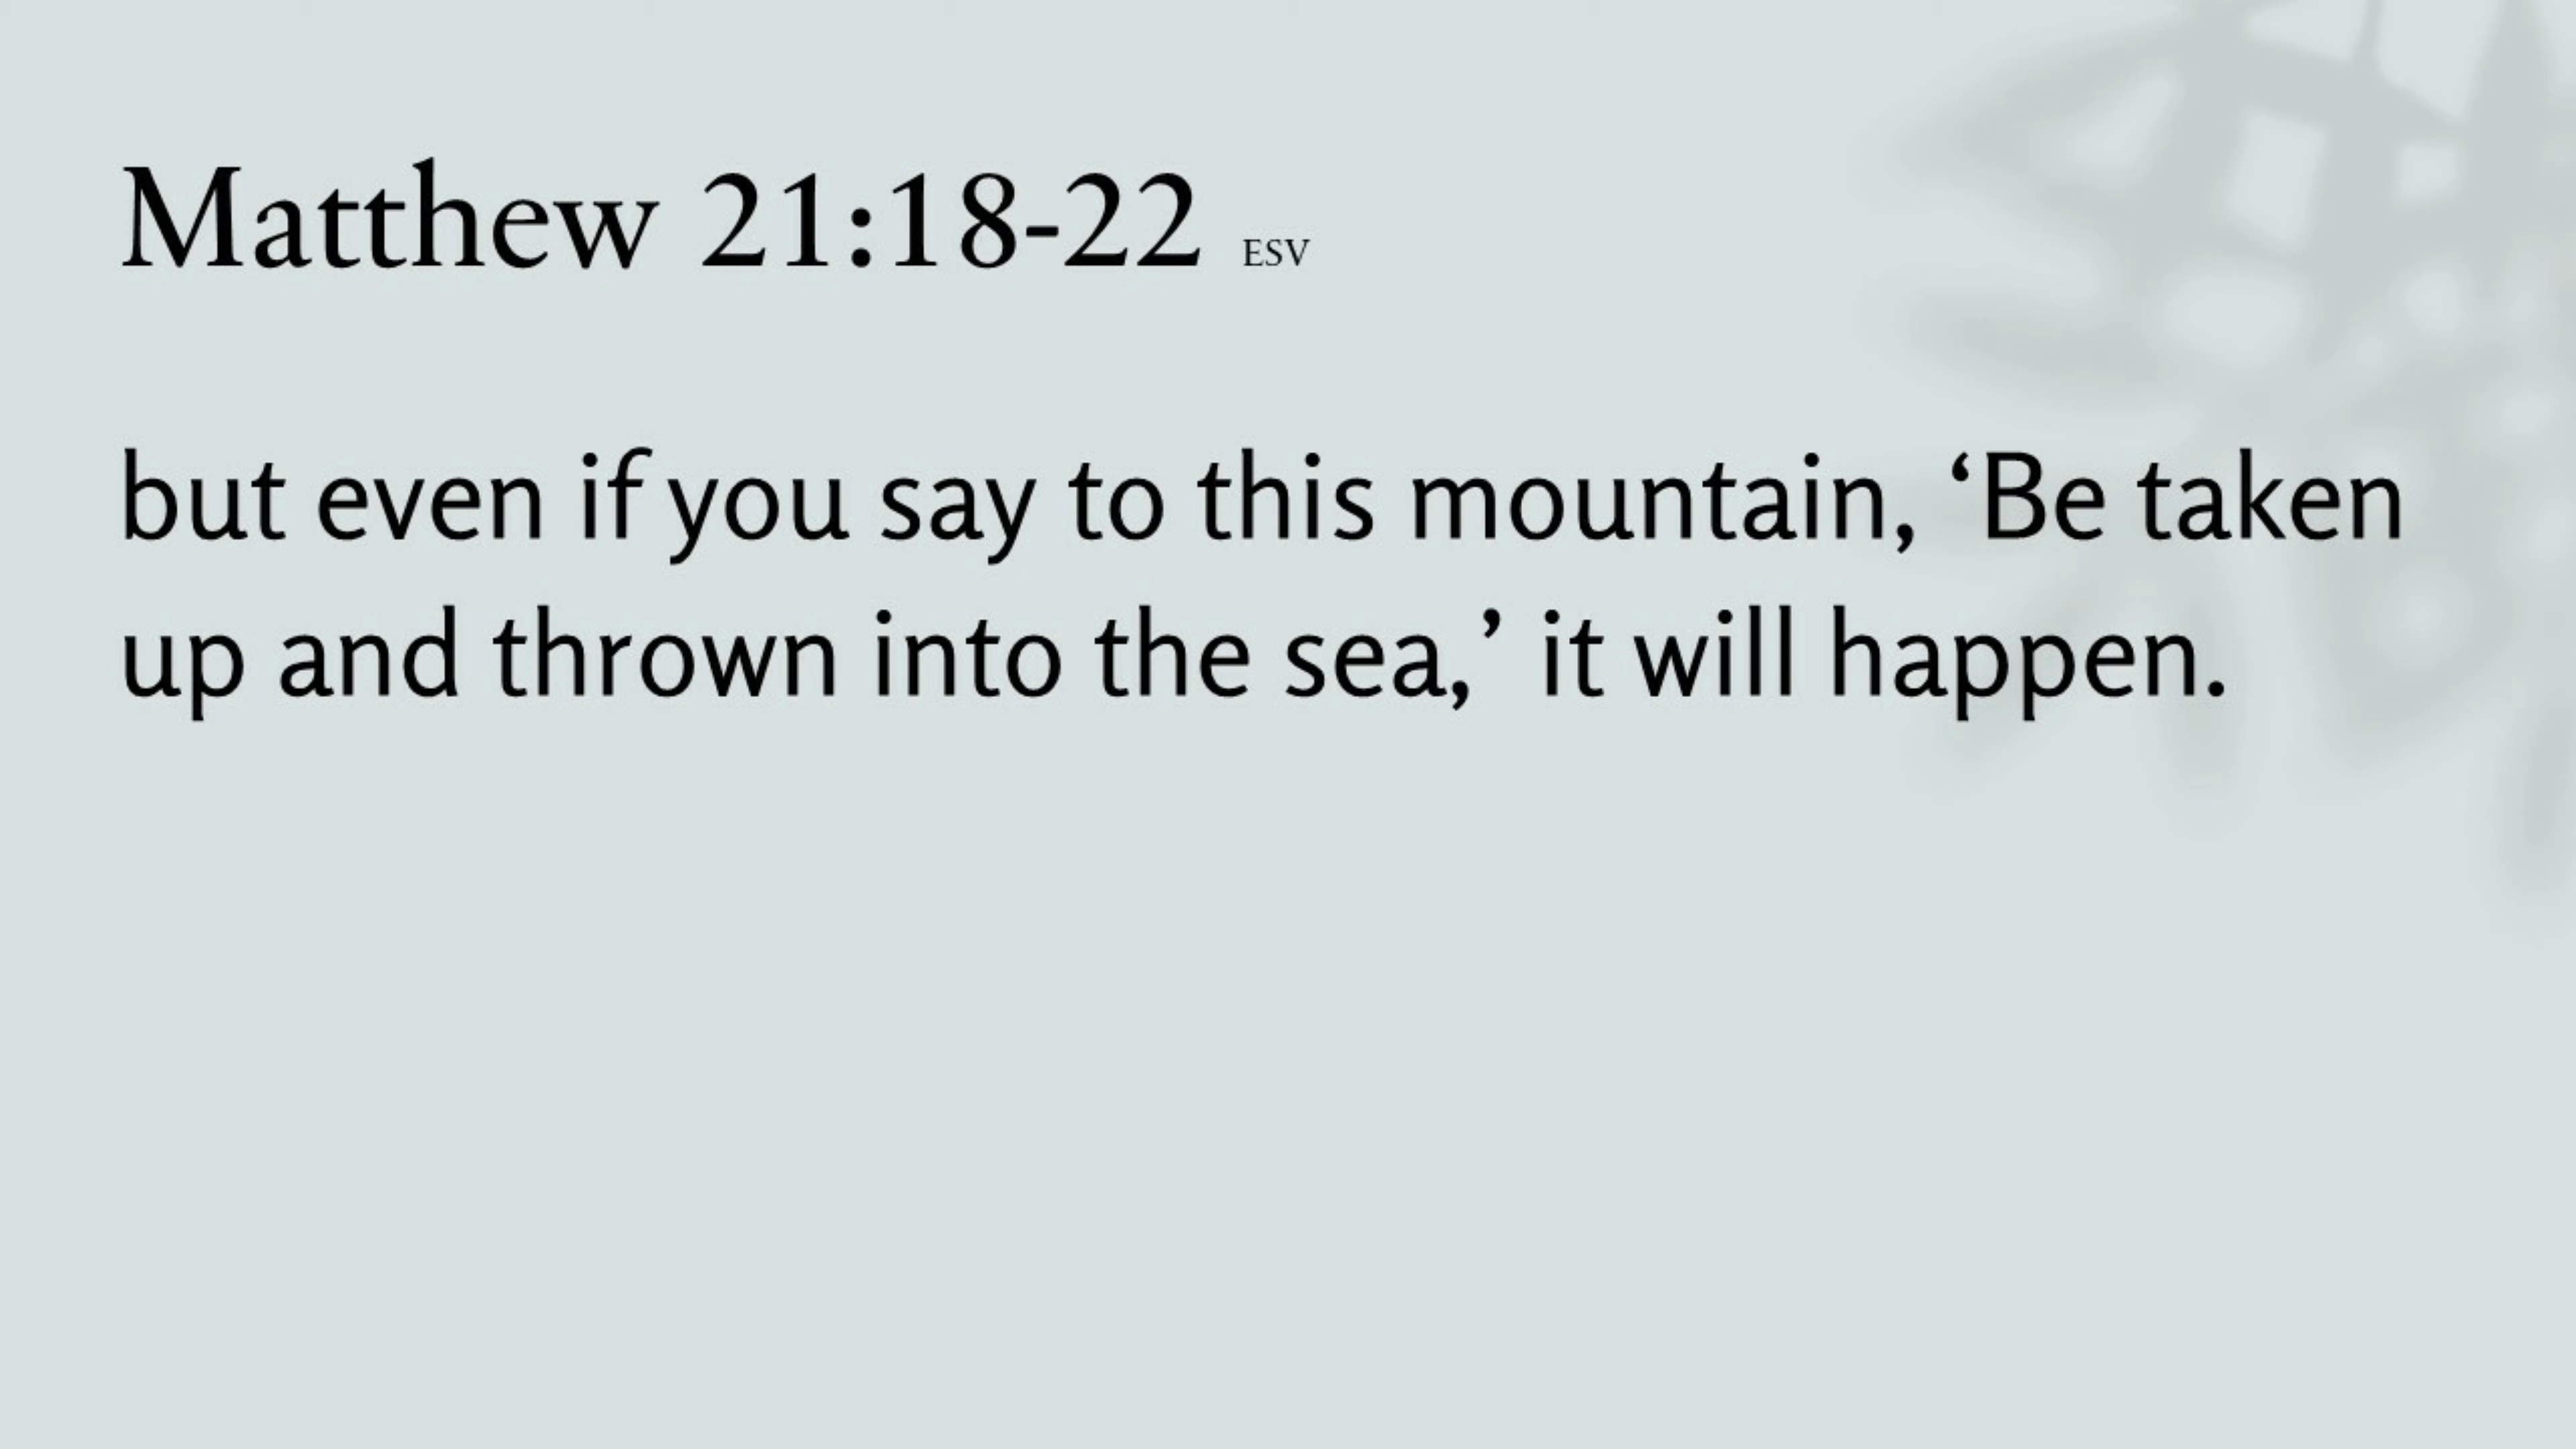 Matthew 21:18-22 ESV
but even if you say to this mountain, ‘Be taken
up and thrown into the sea,’ it will happen.